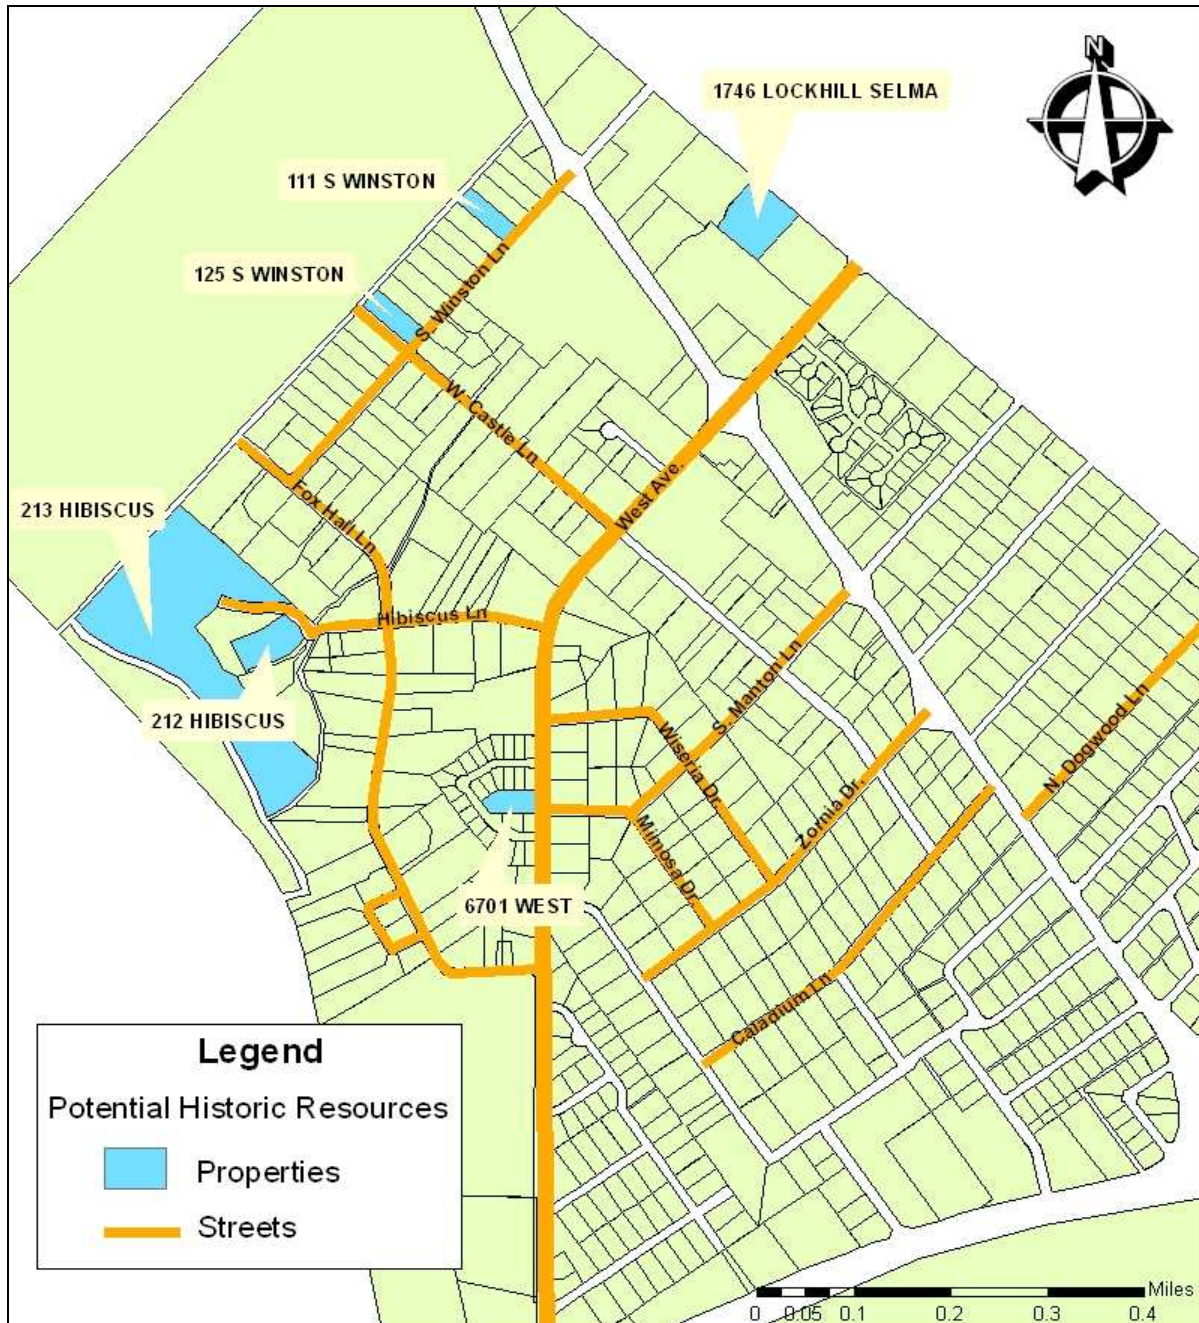 N
1746 LOCKHILL SELMA
111 S WINSTON
125 S WINSTON
S. Winston Ln
W. Castle Ln
West Ave.
213 HIBISCUS
Fox Hall Ln
Hibiscus Ln
212 HIBISCUS
S. Manton Ln
N. Dogwood Ln
Wiseria Dr.
Zornia Dr.
Mimosa Dr.
6701 WEST
Caladium Ln
Legend
Potential Historic Resources
Properties
Streets
Miles
0 0.05 0.1 0.2 0.3 0.4